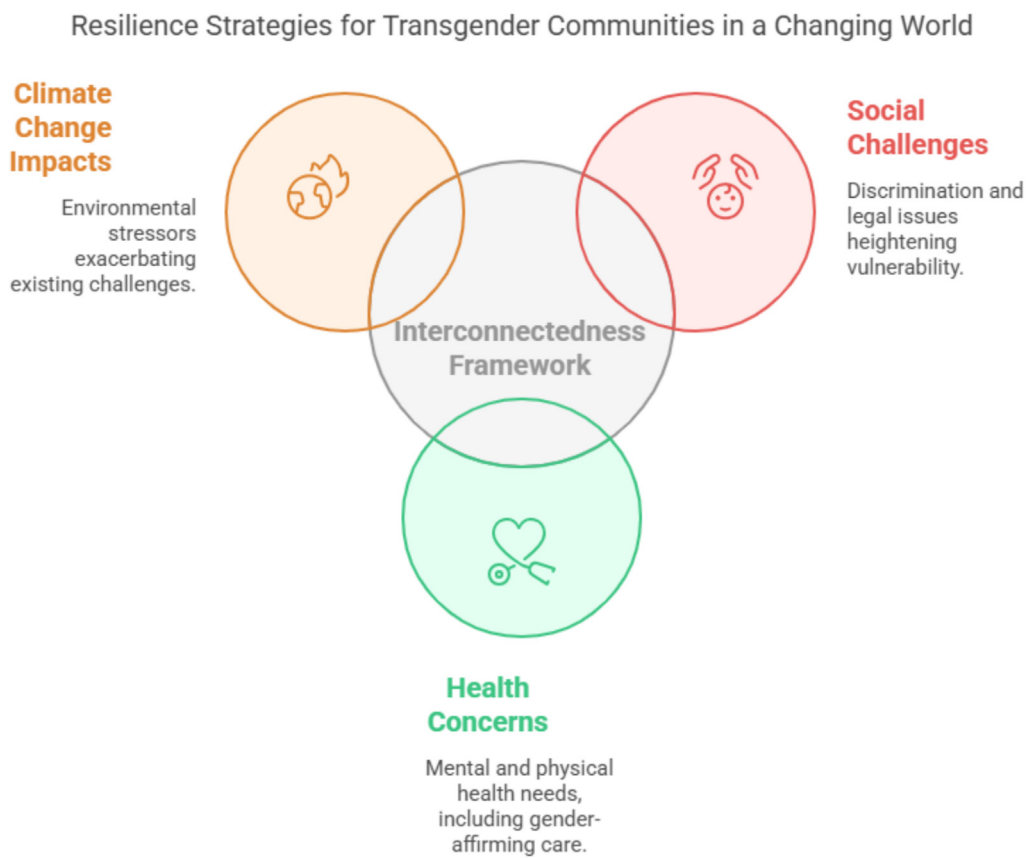 Resilience Strategies for Transgender Communities in a Changing World
Climate
Change
Impacts
Environmental
stressors
exacerbating
existing challenges.
Social
Challenges
Discrimination and
legal issues
heightening
vulnerability.
Interconnectedness
Framework
Health
Concerns
Mental and physical
health needs,
including gender-
affirming care.